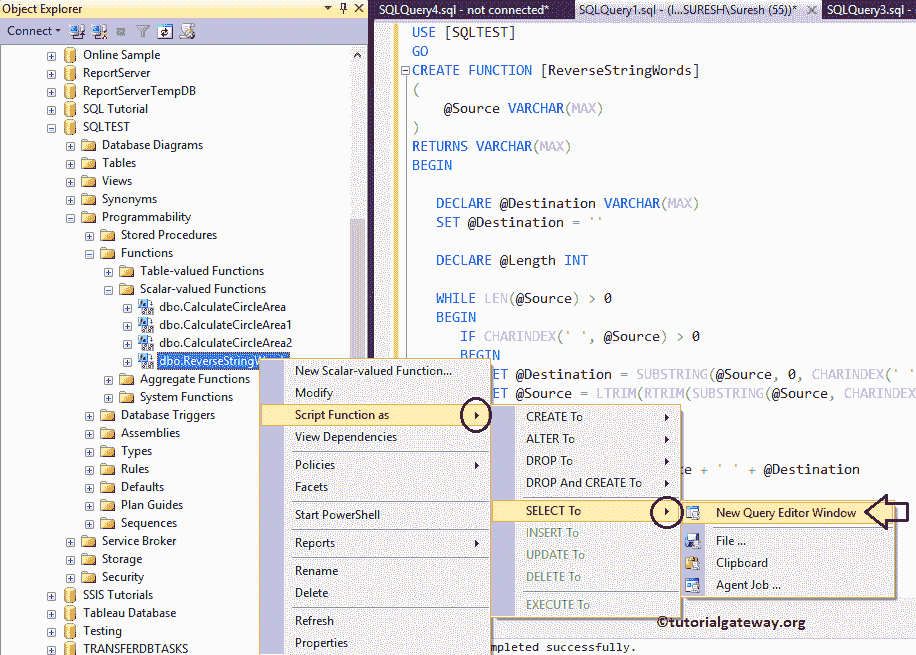 Object Explorer
Connect
Online Sample
ReportServer
ReportServerTempDB
SQL Tutorial
SQLTEST
Database Diagrams
Tables
Views
Synonyms
Programmability
Stored Procedures
Functions
Table-valued Functions
Scalar-valued Functions
dbo.CalculateCircleArea
dbo.CalculateCircleArea1
dbo.CalculateCircleArea2
dbo.ReverseStringW
Aggregate Functions
System Functions
Database Triggers
Assemblies
Types
Rules
Defaults
Plan Guides
Sequences
Service Broker
Storage
Security
SSIS Tutorials
Tableau Database
Testing
TRANSFERDBTASKS
SQLQuery4.sql - not connected*
SQLQuery1.sql - (l...SURESH\Suresh (55))*
SQLQuery3.sql -
USE [SQLTEST]
GO
CREATE FUNCTION [ReverseStringWords]
(
@Source VARCHAR(MAX)
)
RETURNS VARCHAR(MAX)
BEGIN
DECLARE @Destination VARCHAR(MAX)
SET @Destination = ''
DECLARE @Length INT
WHILE LEN(@Source) > 0
BEGIN
IF CHARINDEX(' ', @Source) > 0
BEGIN
ET @Destination = SUBSTRING(@Source, 0, CHARINDEX(' '
ET @Source = LTRIM(RTRIM(SUBSTRING(@Source, CHARINDEX
ce + ' ' + @Destination
mpleted successfully.
New Scalar-valued Function...
Modify
Script Function as
View Dependencies
Policies
Facets
Start PowerShell
Reports
Rename
Delete
Refresh
Properties
CREATE To
ALTER To
DROP To
DROP And CREATE To
SELECT To
INSERT To
UPDATE To
DELETE To
EXECUTE To
New Query Editor Window
File ...
Clipboard
Agent Job ...
©tutorialgateway.org